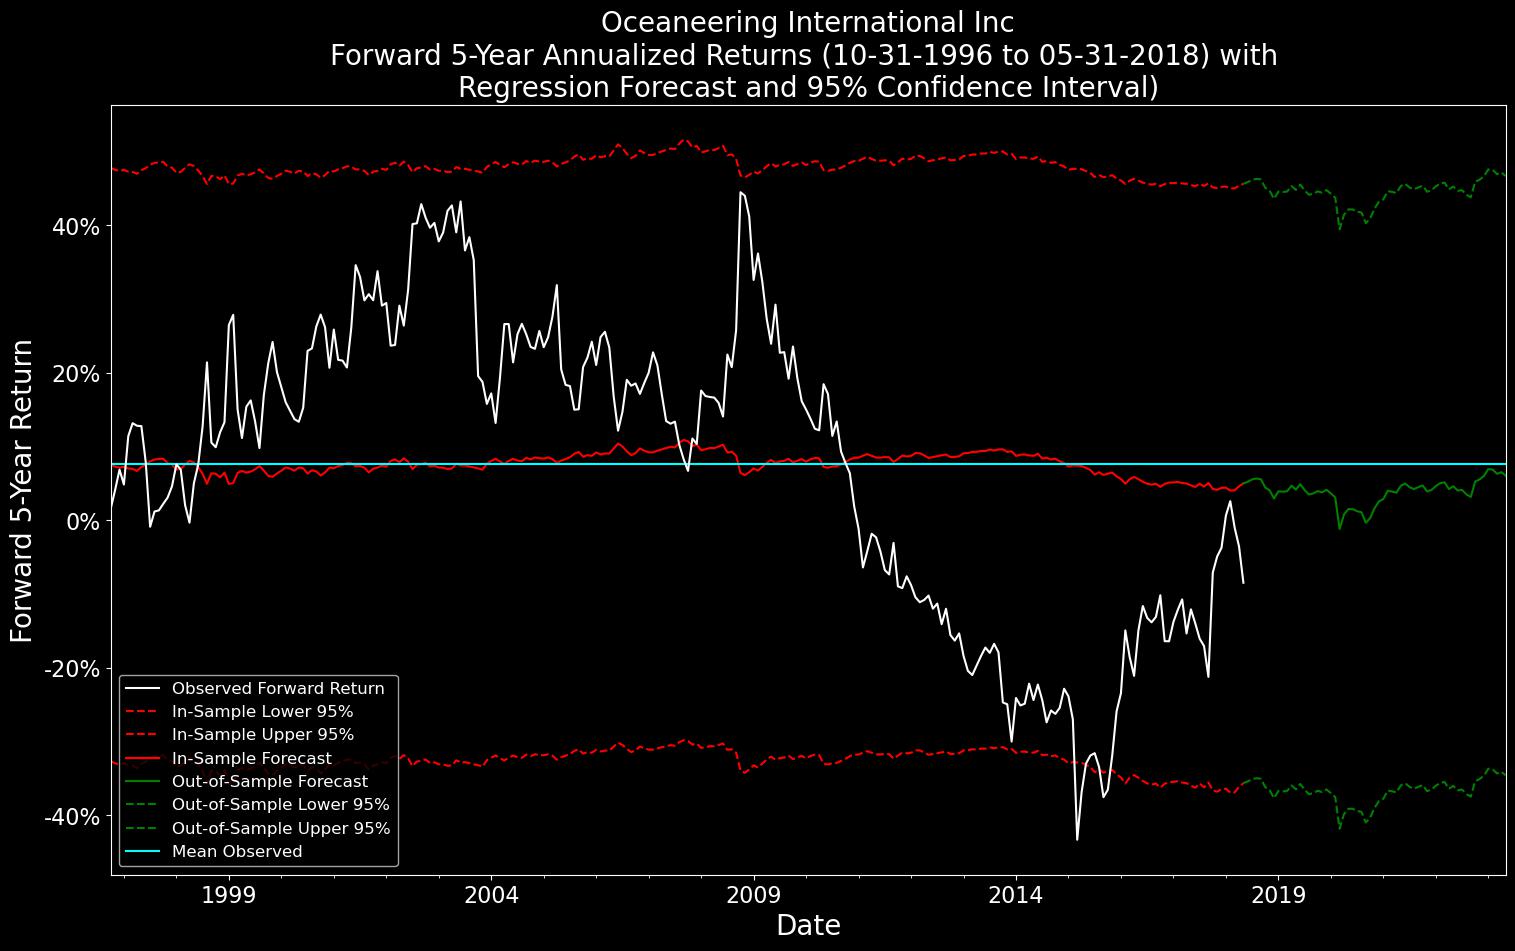 Oceaneering International Inc
Forward 5-Year Annualized Returns (10-31-1996 to 05-31-2018) with
Regression Forecast and 95% Confidence Interval)
Forward 5-Year Return
40%
20%
0%
-20%
-40%
Observed Forward Return
In-Sample Lower 95%
In-Sample Upper 95%
In-Sample Forecast
Out-of-Sample Forecast
Out-of-Sample Lower 95%
Out-of-Sample Upper 95%
Mean Observed
1999 2004 2009 2014 2019
Date